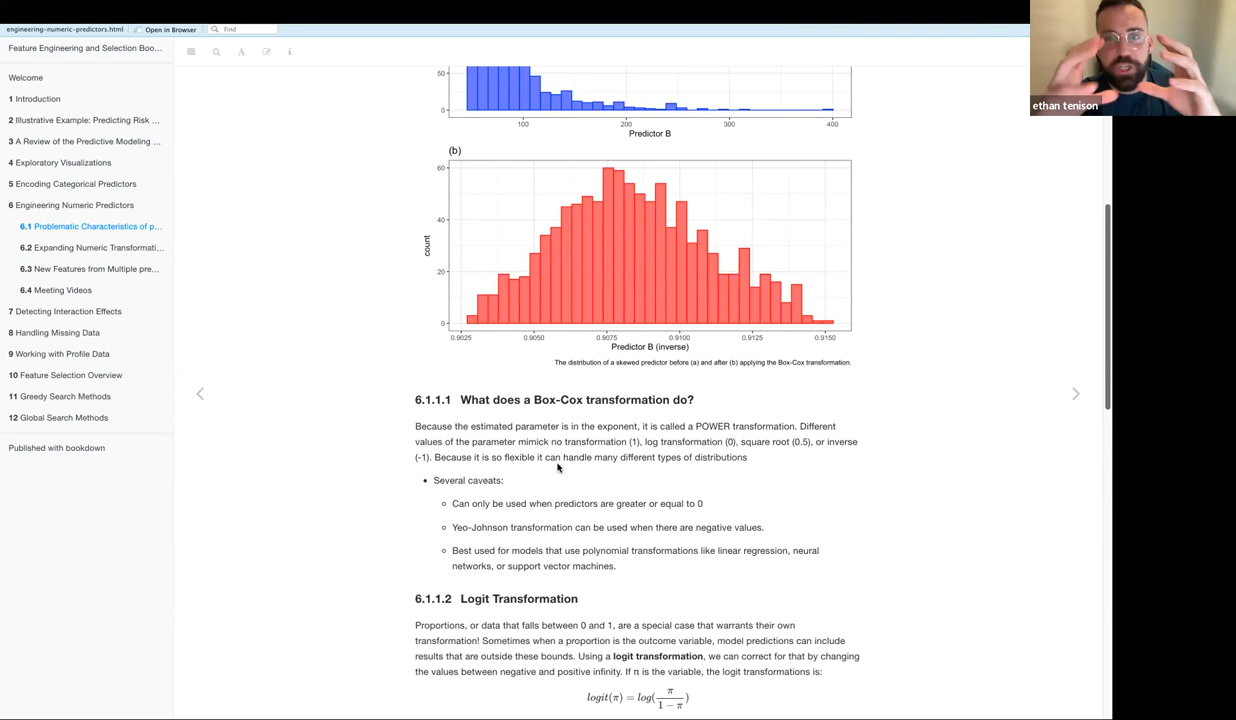 engineering-numeric-predictors.html
Open in Browser
Find
Feature Engineering and Selection Boo...
Welcome
1 Introduction
2 Illustrative Example: Predicting Risk ...
3 A Review of the Predictive Modeling ...
4 Exploratory Visualizations
5 Encoding Categorical Predictors
6 Engineering Numeric Predictors
6.1 Problematic Characteristics of p...
6.2 Expanding Numeric Transformati...
6.3 New Features from Multiple pre...
6.4 Meeting Videos
7 Detecting Interaction Effects
8 Handling Missing Data
9 Working with Profile Data
10 Feature Selection Overview
11 Greedy Search Methods
12 Global Search Methods
Published with bookdown
50
0
100 200 300 400
Predictor B
(b)
60
40
20
0
count
0.9025 0.9050 0.9075 0.9100 0.9125 0.9150
Predictor B (inverse)
The distribution of a skewed predictor before (a) and after (b) applying the Box-Cox transformation.
6.1.1.1 What does a Box-Cox transformation do?
Because the estimated parameter is in the exponent, it is called a POWER transformation. Different
values of the parameter mimick no transformation (1), log transformation (0), square root (0.5), or inverse
(-1). Because it is so flexible it can handle many different types of distributions
• Several caveats:
◦ Can only be used when predictors are greater or equal to 0
◦ Yeo-Johnson transformation can be used when there are negative values.
◦ Best used for models that use polynomial transformations like linear regression, neural
networks, or support vector machines.
6.1.1.2 Logit Transformation
Proportions, or data that falls between 0 and 1, are a special case that warrants their own
transformation! Sometimes when a proportion is the outcome variable, model predictions can include
results that are outside these bounds. Using a logit transformation, we can correct for that by changing
the values between negative and positive infinity. If π is the variable, the logit transformations is:
logit(π) = log(π / 1 − π)
ethan tenison